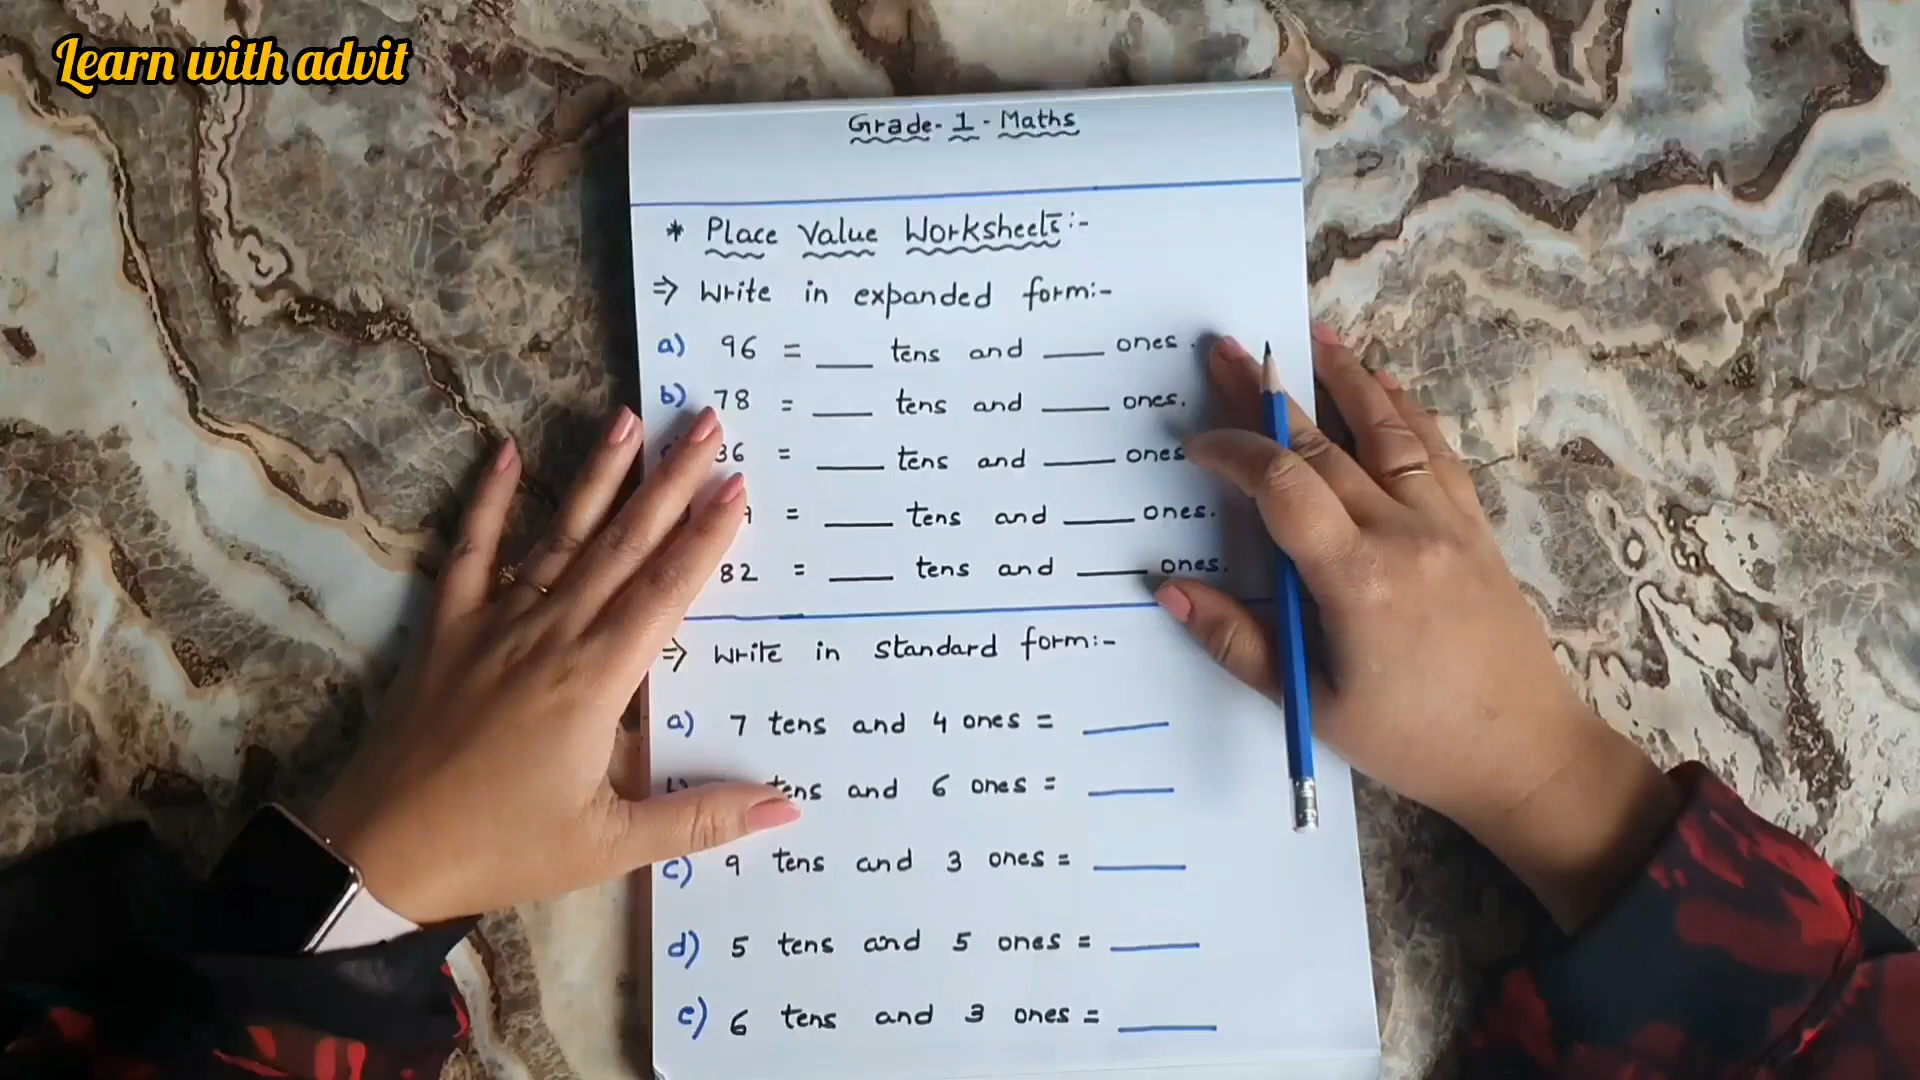 Learn with advit
Grade-1-Maths
* Place Value Worksheets:-
⇒ Write in expanded form:-
a) 96 = ___ tens and ___ ones.
b) 78 = ___ tens and ___ ones.
36 = ___ tens and ___ ones
= ___ tens and ___ ones.
82 = ___ tens and ___ ones.
⇒ Write in standard form:-
a) 7 tens and 4 ones = ___
tens and 6 ones = ___
c) 9 tens and 3 ones = ___
d) 5 tens and 5 ones = ___
e) 6 tens and 3 ones = ___